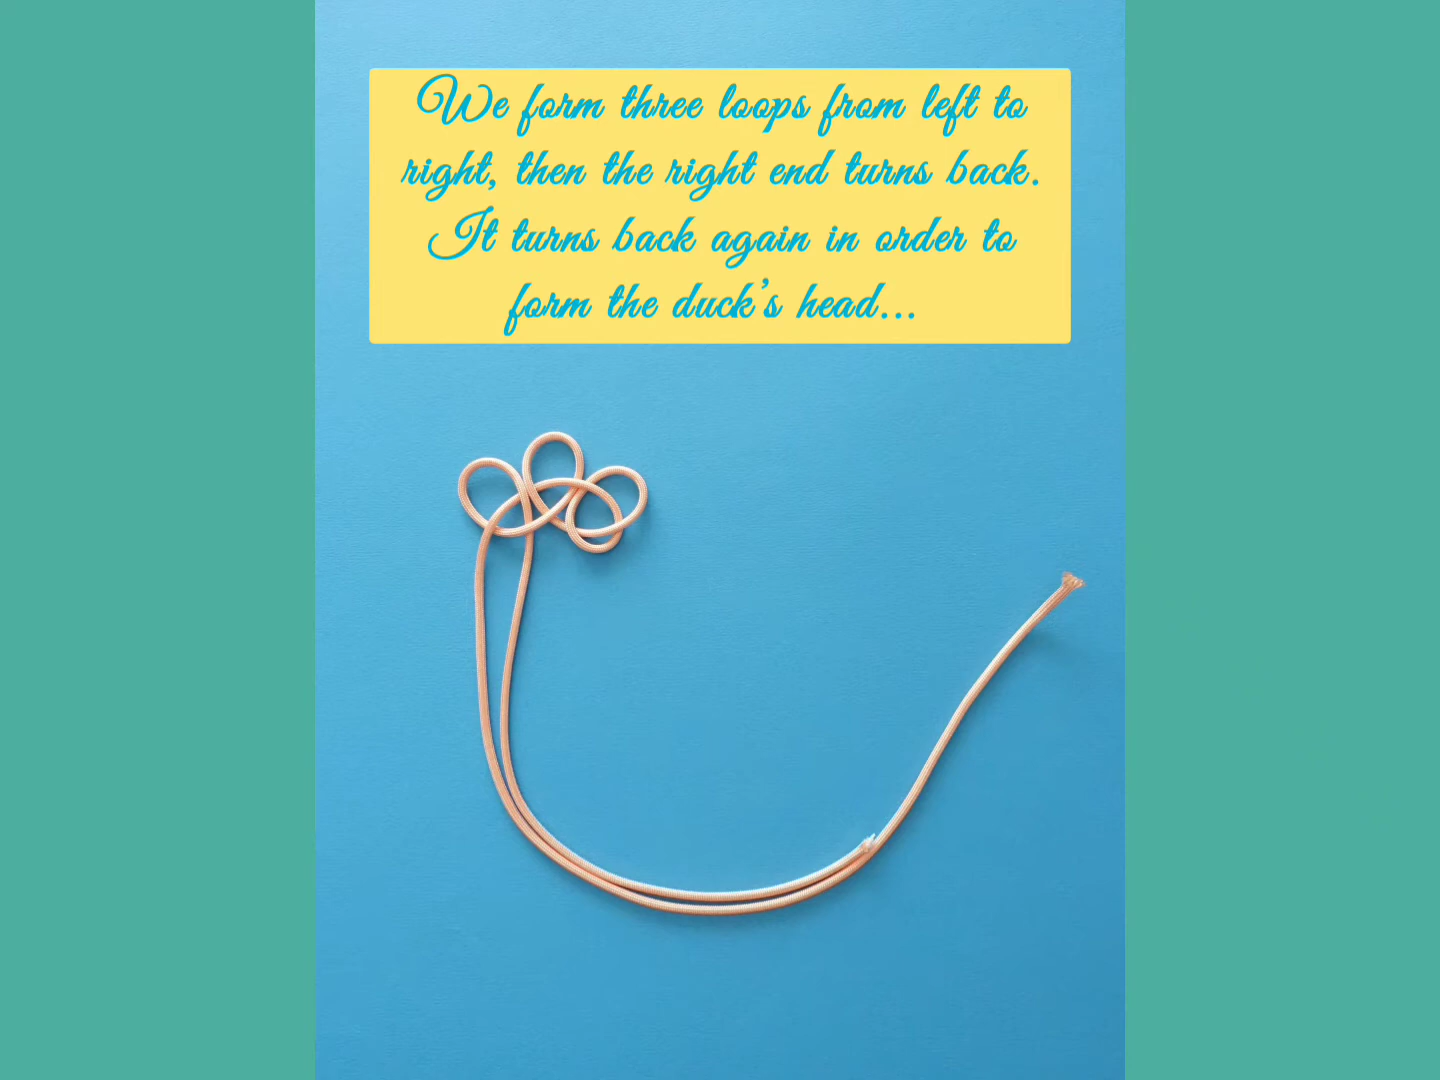 We form three loops from left to
right, then the right end turns back.
It turns back again in order to
form the duck's head...